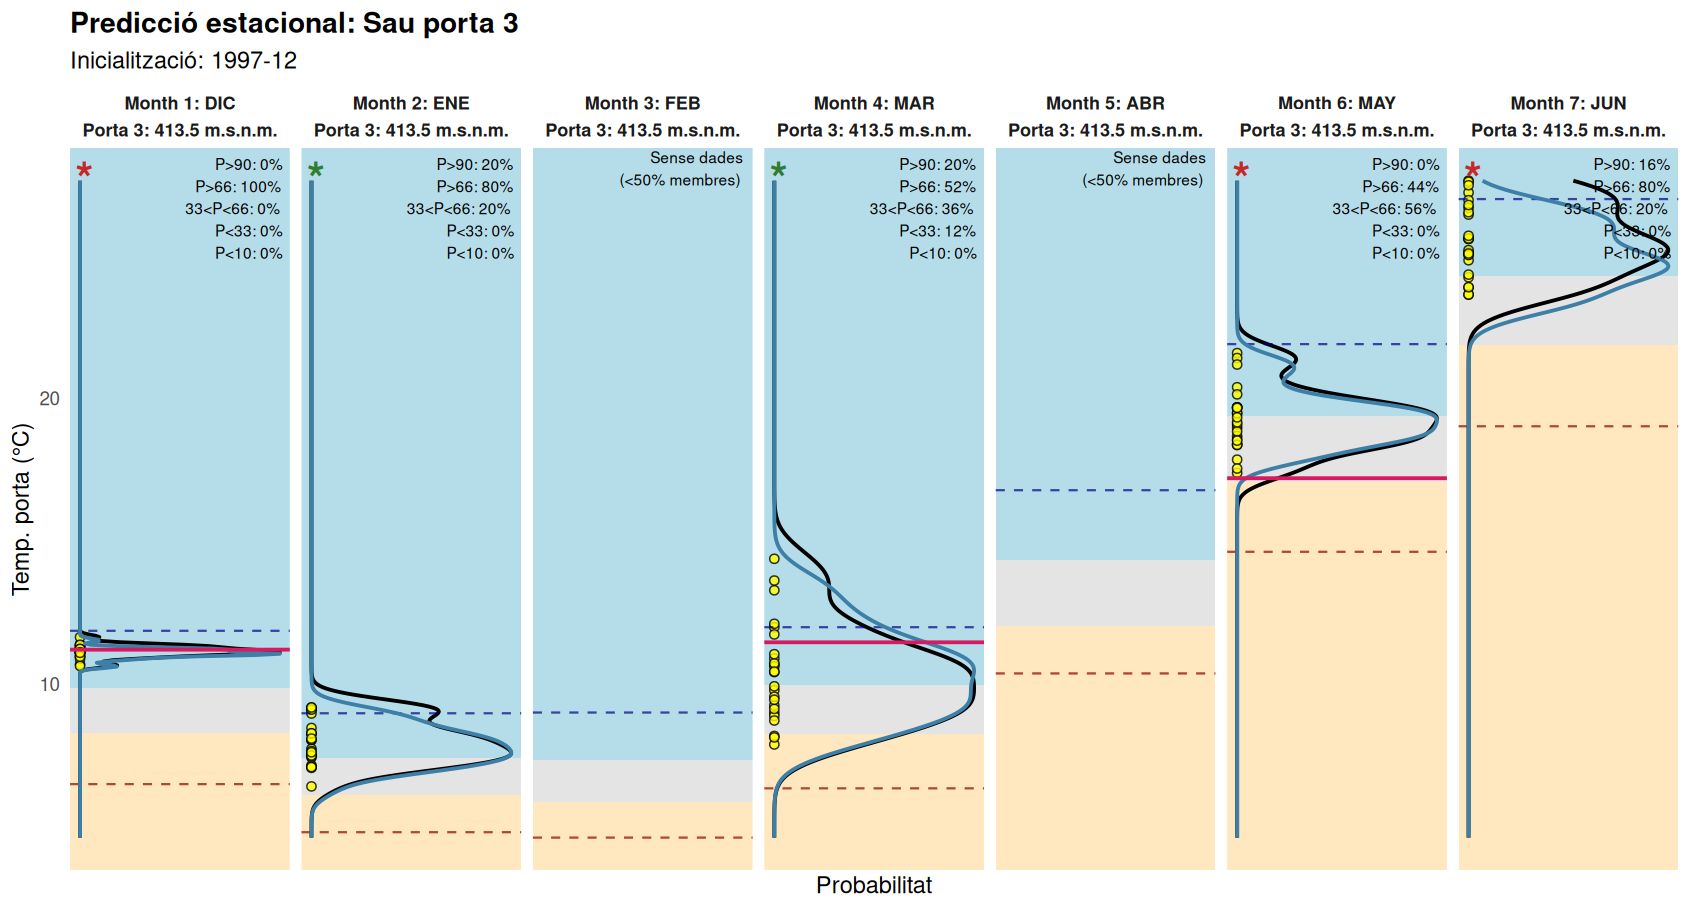 Predicció estacional: Sau porta 3
Inicialització: 1997-12
Month 1: DIC
Porta 3: 413.5 m.s.n.m.
Month 2: ENE
Porta 3: 413.5 m.s.n.m.
Month 3: FEB
Porta 3: 413.5 m.s.n.m.
Month 4: MAR
Porta 3: 413.5 m.s.n.m.
Month 5: ABR
Porta 3: 413.5 m.s.n.m.
Month 6: MAY
Porta 3: 413.5 m.s.n.m.
Month 7: JUN
Porta 3: 413.5 m.s.n.m.
*
P>90: 0%
P>66: 100%
33<P<66: 0%
P<33: 0%
P<10: 0%
*
P>90: 20%
P>66: 80%
33<P<66: 20%
P<33: 0%
P<10: 0%
Sense dades
(<50% membres)
*
P>90: 20%
P>66: 52%
33<P<66: 36%
P<33: 12%
P<10: 0%
Sense dades
(<50% membres)
*
P>90: 0%
P>66: 44%
33<P<66: 56%
P<33: 0%
P<10: 0%
*
P>90: 16%
P>66: 80%
33<P<66: 20%
P<33: 0%
P<10: 0%
Temp. porta (°C)
20
10
Probabilitat